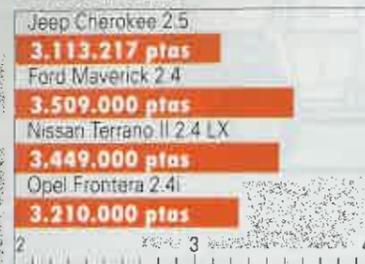 Jeep Cherokee 2.5
3.113.217 ptas
Ford Maverick 2.4
3.509.000 ptas
Nissan Terrano II 2.4 LX
3.449.000 ptas
Opel Frontera 2.4i
3.210.000 ptas
2 3 4